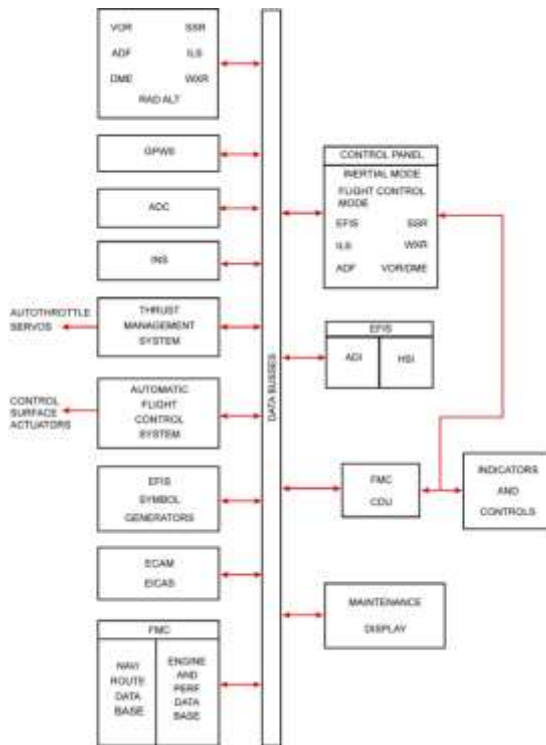 VOR SSR
ADF ILS
DME WXR
RAD ALT
GPWS
ADC
INS
AUTOTHROTTLE
SERVOS
THRUST
MANAGEMENT
SYSTEM
CONTROL
SURFACE
ACTUATORS
AUTOMATIC
FLIGHT
CONTROL
SYSTEM
EFIS
SYMBOL
GENERATORS
ECAM
EICAS
FMC
NAVI
ROUTE
DATA
BASE
ENGINE
AND
PERF
DATA
BASE
DATA BUSSES
CONTROL PANEL
INERTIAL MODE
FLIGHT CONTROL
MODE
EFIS SSR
ILS WXR
ADF VOR/DME
EFIS
ADI HSI
FMC
CDU
INDICATORS
AND
CONTROLS
MAINTENANCE
DISPLAY